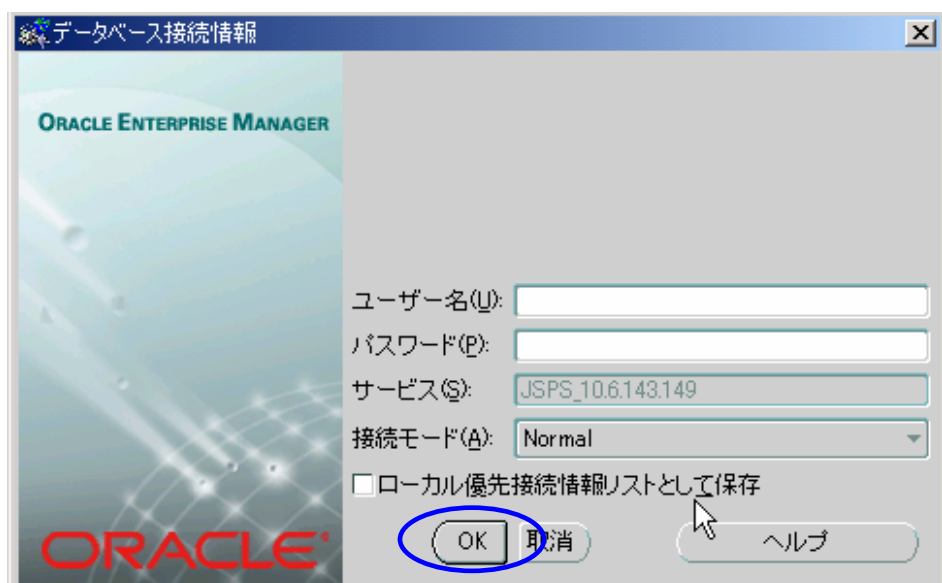 データベース接続情報
ORACLE ENTERPRISE MANAGER
ユーザー名(U):
パスワード(P):
サービス(S): JSPS_10.6.143.149
接続モード(A): Normal
ローカル優先接続情報リストとして保存
OK 取消 ヘルプ
ORACLE®